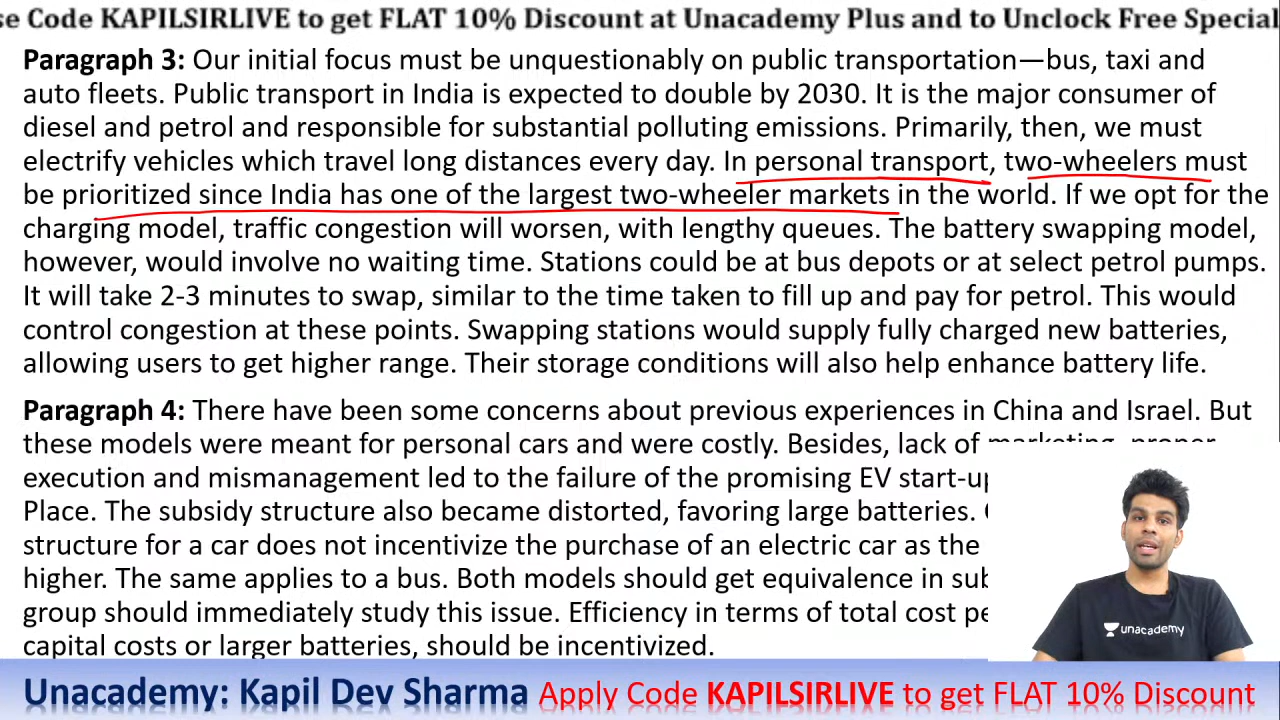 se Code KAPILSIRLIVE to get FLAT 10% Discount at Unacademy Plus and to Unclock Free Special
Paragraph 3: Our initial focus must be unquestionably on public transportation—bus, taxi and
auto fleets. Public transport in India is expected to double by 2030. It is the major consumer of
diesel and petrol and responsible for substantial polluting emissions. Primarily, then, we must
electrify vehicles which travel long distances every day. In personal transport, two-wheelers must
be prioritized since India has one of the largest two-wheeler markets in the world. If we opt for the
charging model, traffic congestion will worsen, with lengthy queues. The battery swapping model,
however, would involve no waiting time. Stations could be at bus depots or at select petrol pumps.
It will take 2-3 minutes to swap, similar to the time taken to fill up and pay for petrol. This would
control congestion at these points. Swapping stations would supply fully charged new batteries,
allowing users to get higher range. Their storage conditions will also help enhance battery life.
Paragraph 4: There have been some concerns about previous experiences in China and Israel. But
these models were meant for personal cars and were costly. Besides, lack of marketing, proper
execution and mismanagement led to the failure of the promising EV start-up
Place. The subsidy structure also became distorted, favoring large batteries.
structure for a car does not incentivize the purchase of an electric car as the
higher. The same applies to a bus. Both models should get equivalence in sub
group should immediately study this issue. Efficiency in terms of total cost pe
capital costs or larger batteries, should be incentivized.
unacademy
Unacademy: Kapil Dev Sharma Apply Code KAPILSIRLIVE to get FLAT 10% Discount